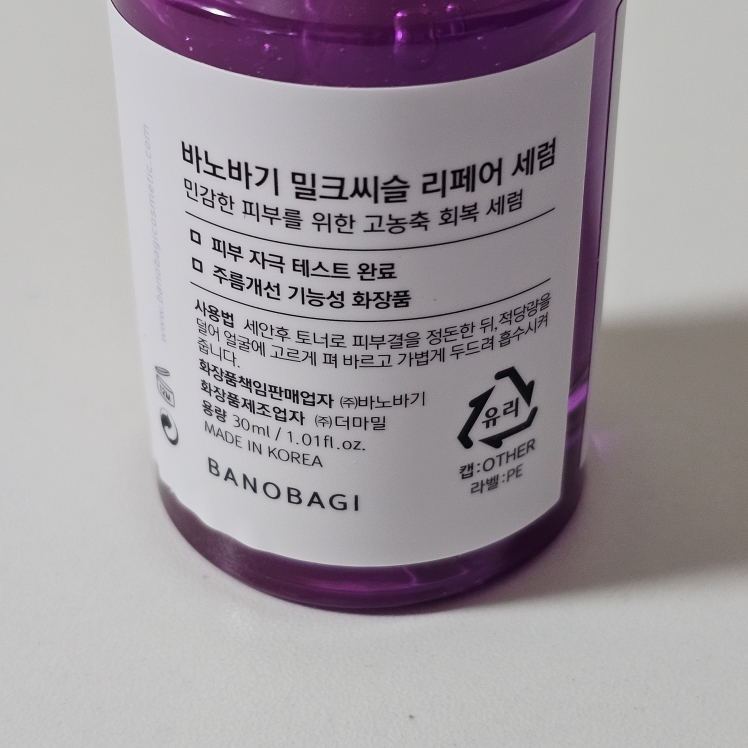 바노바기 밀크씨슬 리페어 세럼
민감한 피부를 위한 고농축 회복 세럼
피부 자극 테스트 완료
주름개선 기능성 화장품
사용법 세안후 토너로 피부결을 정돈한 뒤, 적당량을
덜어 얼굴에 고르게 펴 바르고 가볍게 두드려 흡수시켜
줍니다.
화장품책임판매업자 ㈜바노바기
화장품제조업자 ㈜더마밀
용량 30ml / 1.01fl.oz.
MADE IN KOREA
BANOBAGI
유리
캡:OTHER
라벨:PE
www.banobagicosmetic.com